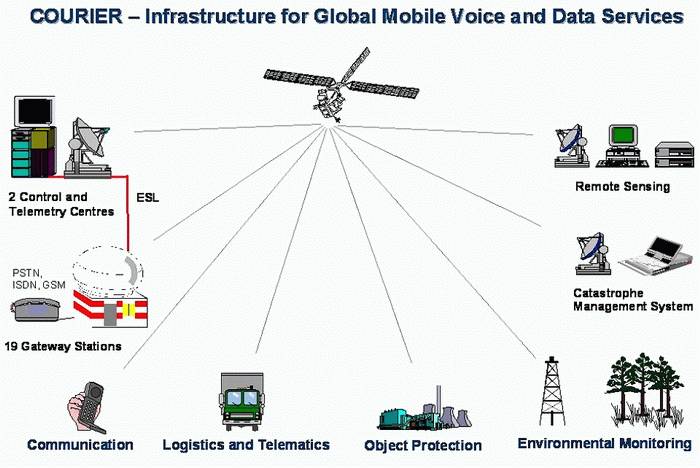 COURIER – Infrastructure for Global Mobile Voice and Data Services
2 Control and
Telemetry Centres
ESL
Remote Sensing
PSTN,
ISDN, GSM
Catastrophe
Management System
19 Gateway Stations
Communication
Logistics and Telematics
Object Protection
Environmental Monitoring